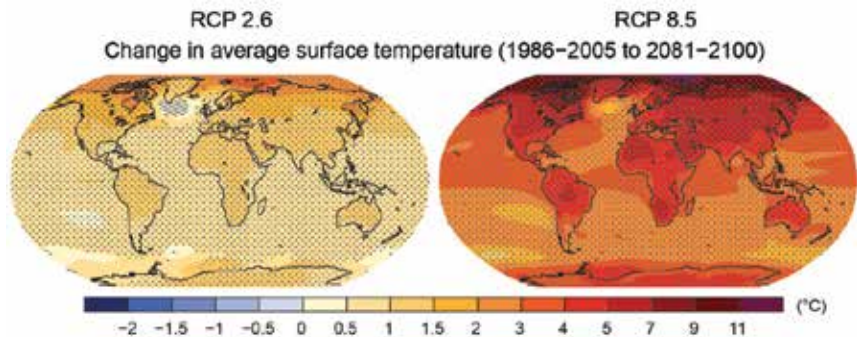 RCP 2.6 RCP 8.5
Change in average surface temperature (1986−2005 to 2081−2100)
(°C)
−2 −1.5 −1 −0.5 0 0.5 1 1.5 2 3 4 5 7 9 11